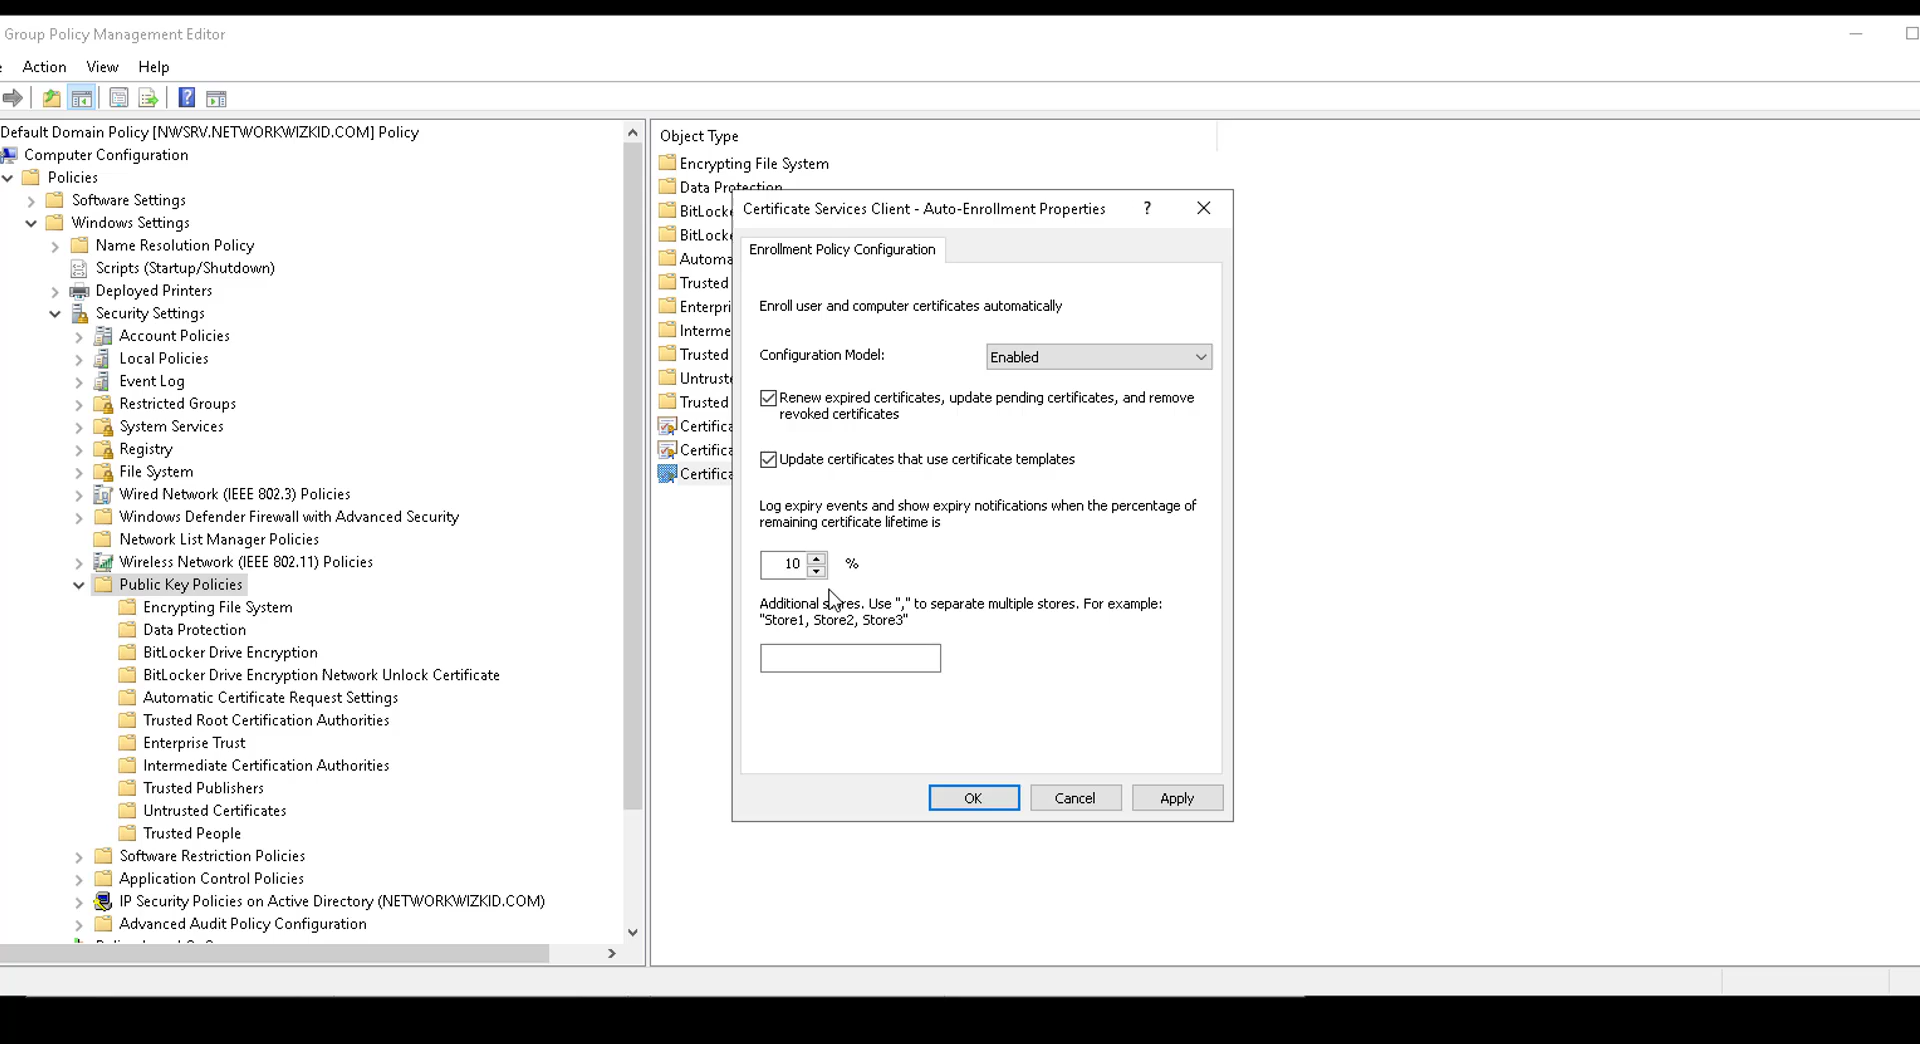 Group Policy Management Editor
Action View Help
Default Domain Policy [NWSRV.NETWORKWIZKID.COM] Policy
Computer Configuration
Policies
Software Settings
Windows Settings
Name Resolution Policy
Scripts (Startup/Shutdown)
Deployed Printers
Security Settings
Account Policies
Local Policies
Event Log
Restricted Groups
System Services
Registry
File System
Wired Network (IEEE 802.3) Policies
Windows Defender Firewall with Advanced Security
Network List Manager Policies
Wireless Network (IEEE 802.11) Policies
Public Key Policies
Encrypting File System
Data Protection
BitLocker Drive Encryption
BitLocker Drive Encryption Network Unlock Certificate
Automatic Certificate Request Settings
Trusted Root Certification Authorities
Enterprise Trust
Intermediate Certification Authorities
Trusted Publishers
Untrusted Certificates
Trusted People
Software Restriction Policies
Application Control Policies
IP Security Policies on Active Directory (NETWORKWIZKID.COM)
Advanced Audit Policy Configuration
Object Type
Encrypting File System
Data Protection
BitLocke
BitLocke
Automa
Trusted
Enterpri
Interme
Trusted
Untruste
Trusted
Certifica
Certifica
Certifica
Certificate Services Client - Auto-Enrollment Properties ?
Enrollment Policy Configuration
Enroll user and computer certificates automatically
Configuration Model: Enabled
Renew expired certificates, update pending certificates, and remove
revoked certificates
Update certificates that use certificate templates
Log expiry events and show expiry notifications when the percentage of
remaining certificate lifetime is
10 %
Additional stores. Use "," to separate multiple stores. For example:
"Store1, Store2, Store3"
OK Cancel Apply